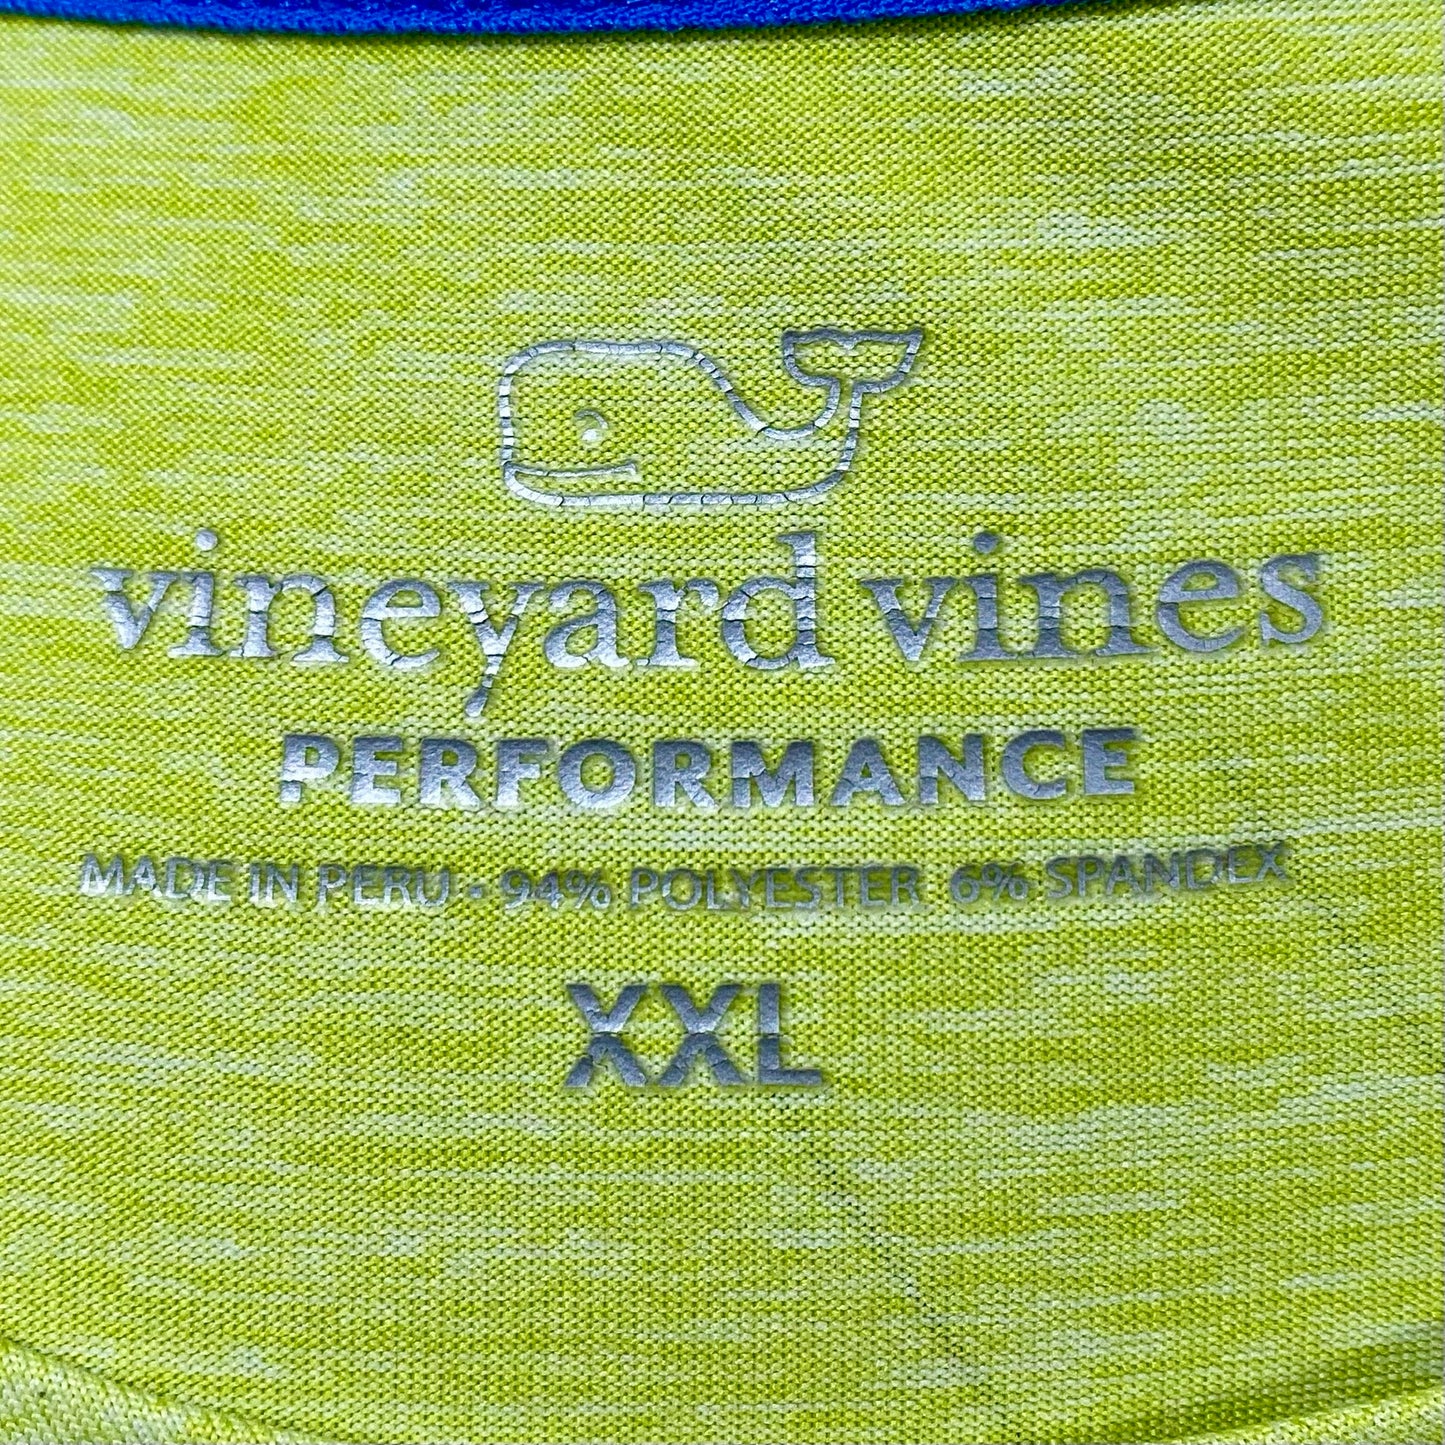 vineyard vines
PERFORMANCE
MADE IN PERU • 94% POLYESTER 6% SPANDEX
XXL